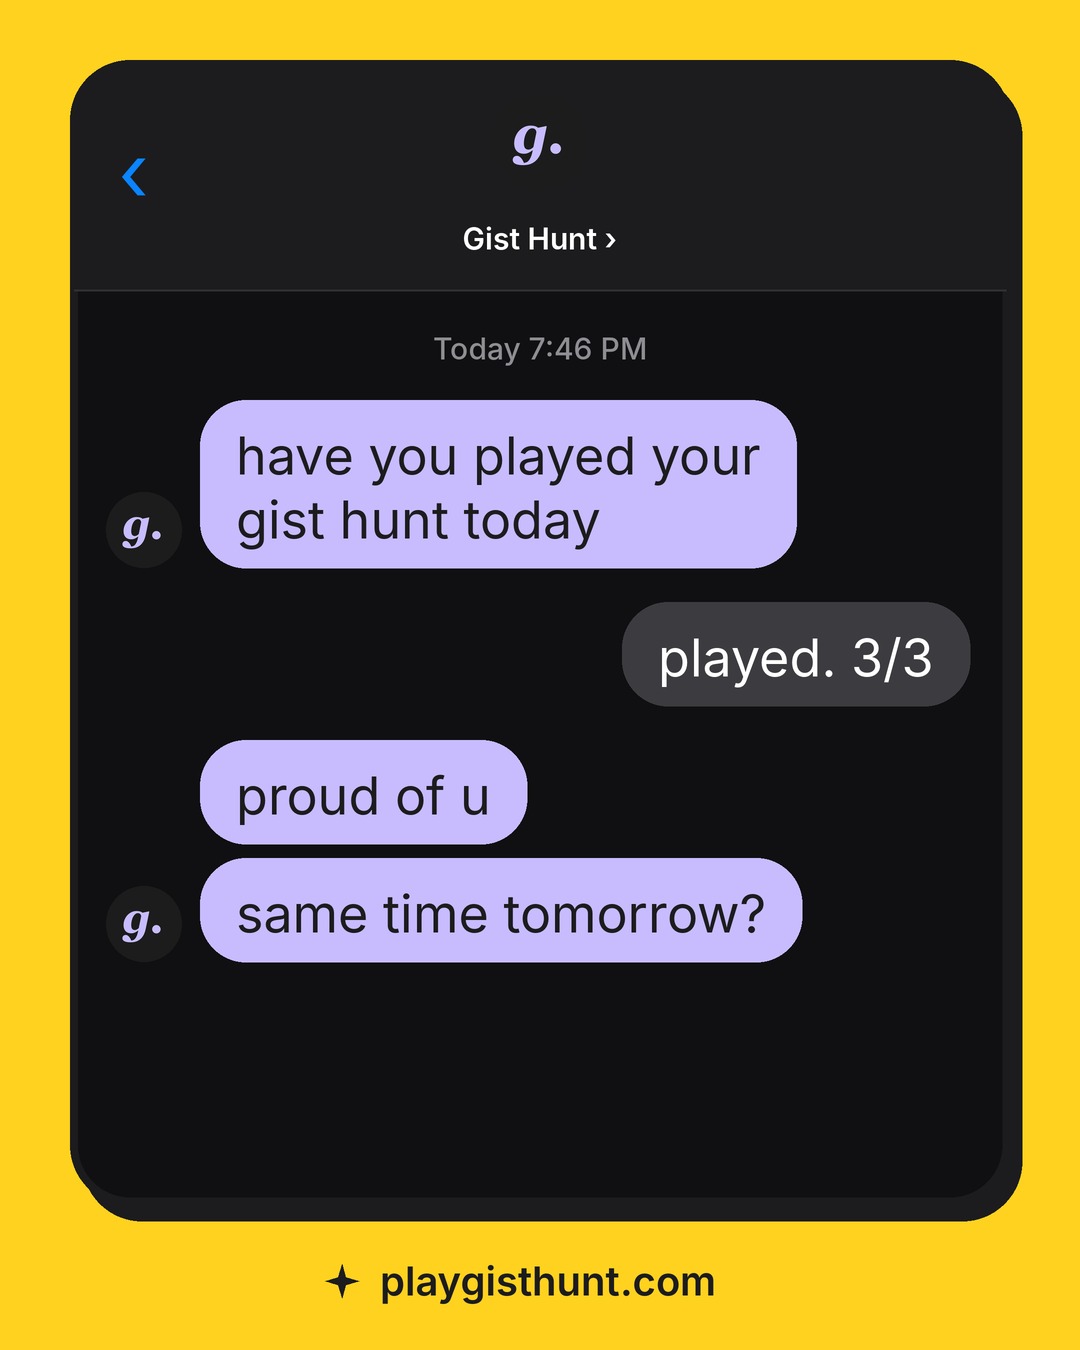 g.
Gist Hunt ›
Today 7:46 PM
have you played your
gist hunt today
g.
played. 3/3
proud of u
same time tomorrow?
g.
playgisthunt.com